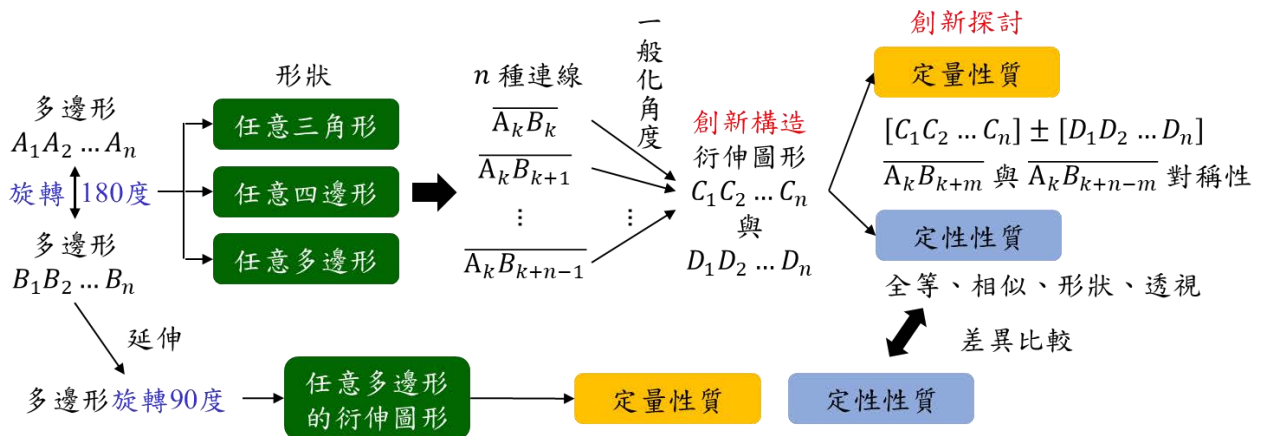 多邊形
A₁A₂ … Aₙ
旋轉 180度
多邊形
B₁B₂ … Bₙ
形狀
任意三角形
任意四邊形
任意多邊形
n 種連線
A̅ₖB̅ₖ
A̅ₖB̅ₖ₊₁
⋮ ⋮
A̅ₖB̅ₖ₊ₙ₋₁
一般化角度
創新構造
衍伸圖形
C₁C₂ … Cₙ
與
D₁D₂ … Dₙ
創新探討
定量性質
[C₁C₂ … Cₙ] ± [D₁D₂ … Dₙ]
A̅ₖB̅ₖ₊ₘ 與 A̅ₖB̅ₖ₊ₙ₋ₘ 對稱性
定性性質
全等、相似、形狀、透視
差異比較
延伸
多邊形旋轉90度
任意多邊形
的衍伸圖形
定量性質
定性性質